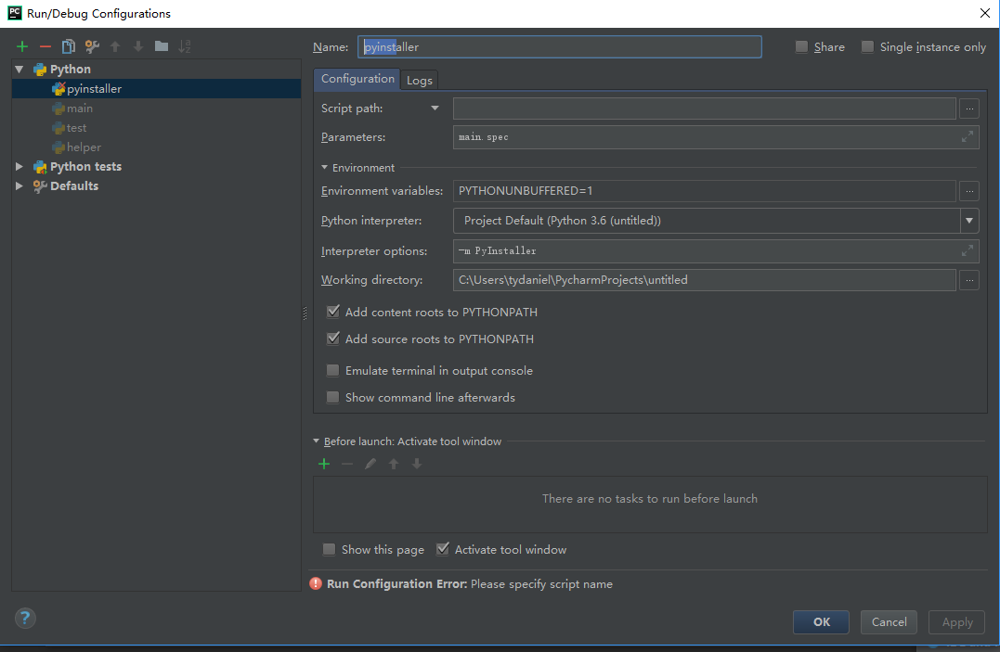 PC Run/Debug Configurations
Name: pyinstaller Share Single instance only
Python
pyinstaller
main
test
helper
Python tests
Defaults
Configuration Logs
Script path: ...
Parameters: main.spec
Environment
Environment variables: PYTHONUNBUFFERED=1 ...
Python interpreter: Project Default (Python 3.6 (untitled))
Interpreter options: -m PyInstaller
Working directory: C:\Users\tydaniel\PycharmProjects\untitled ...
Add content roots to PYTHONPATH
Add source roots to PYTHONPATH
Emulate terminal in output console
Show command line afterwards
Before launch: Activate tool window
There are no tasks to run before launch
Show this page Activate tool window
Run Configuration Error: Please specify script name
? OK Cancel Apply